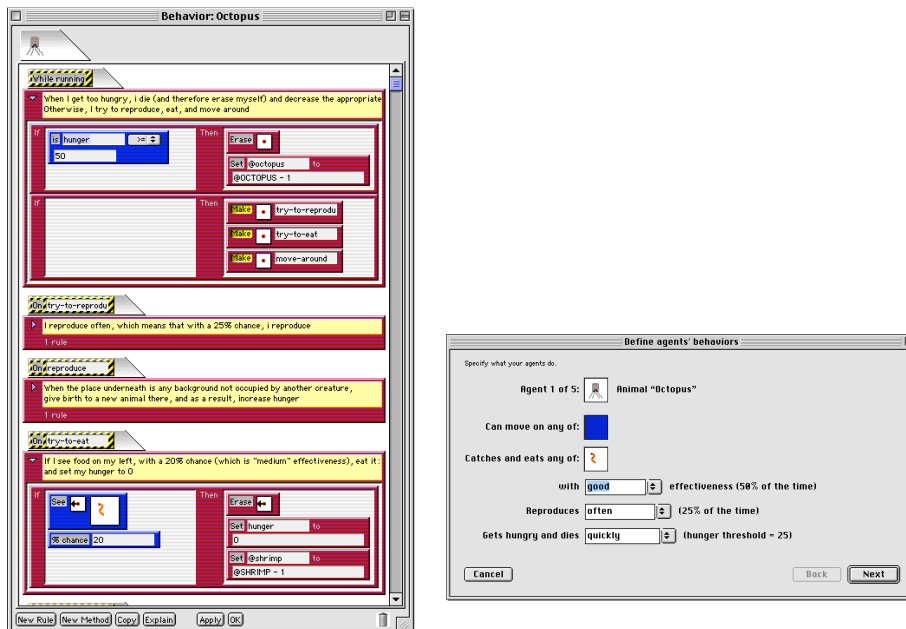 Behavior: Octopus
While running
When I get too hungry, i die (and therefore erase myself) and decrease the appropriate
Otherwise, I try to reproduce, eat, and move around
If
is hunger >=
50
Then
Erase
Set @octopus to
@OCTOPUS - 1
If
Then
Make try-to-reprodu
Make try-to-eat
Make move-around
On try-to-reprodu
I reproduce often, which means that with a 25% chance, i reproduce
1 rule
On reproduce
When the place underneath is any background not occupied by another creature,
give birth to a new animal there, and as a result, increase hunger
1 rule
On try-to-eat
If I see food on my left, with a 20% chance (which is "medium" effectiveness), eat it:
and set my hunger to 0
If
See
% chance 20
Then
Erase
Set hunger to
0
Set @shrimp to
@SHRIMP - 1
New Rule New Method Copy Explain Apply OK
Define agents' behaviors
Specify what your agents do.
Agent 1 of 5: Animal "Octopus"
Can move on any of:
Catches and eats any of:
with good effectiveness (50% of the time)
Reproduces often (25% of the time)
Gets hungry and dies quickly (hunger threshold = 25)
Cancel Back Next